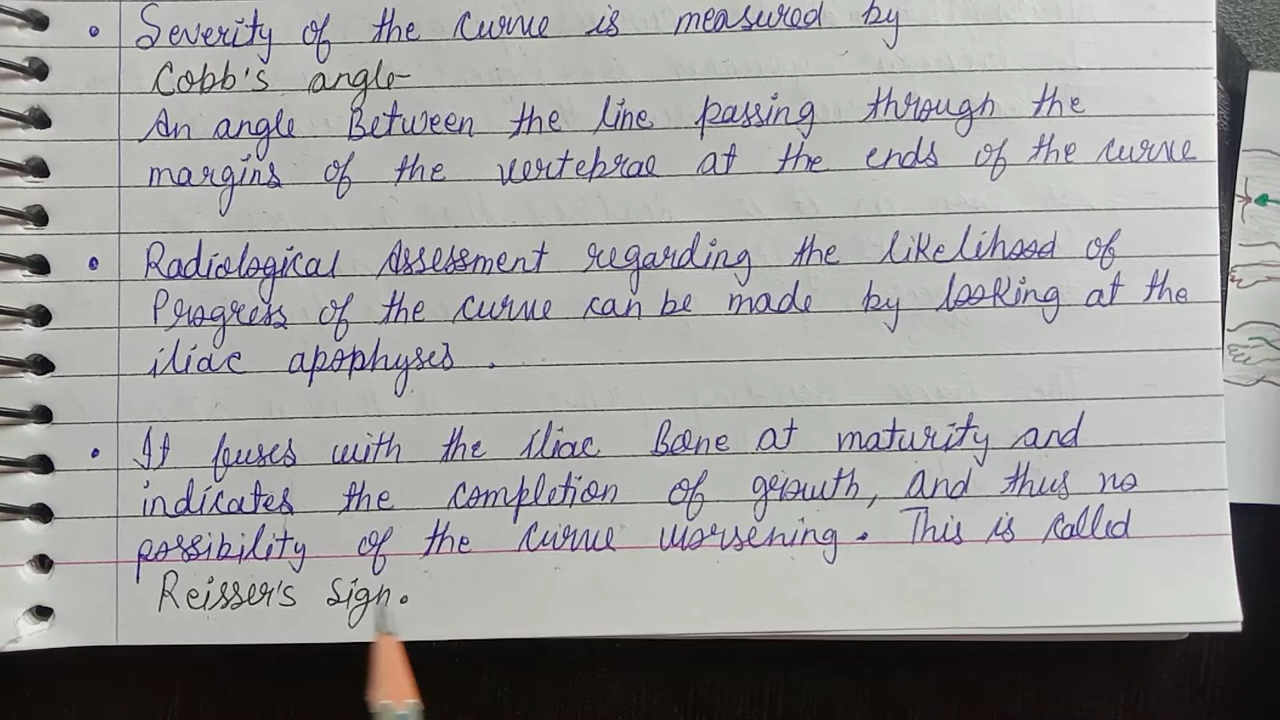 • Severity of the curve is measured by
Cobb's angle
An angle Between the line passing through the
margins of the vertebrae at the ends of the curve
• Radiological Assessment regarding the likelihood of
Progress of the curve can be made by looking at the
iliac apophyses.
• It fuses with the iliac Bone at maturity and
indicates the completion of growth, and thus no
possibility of the curve worsening. This is called
Reisser's Sign.